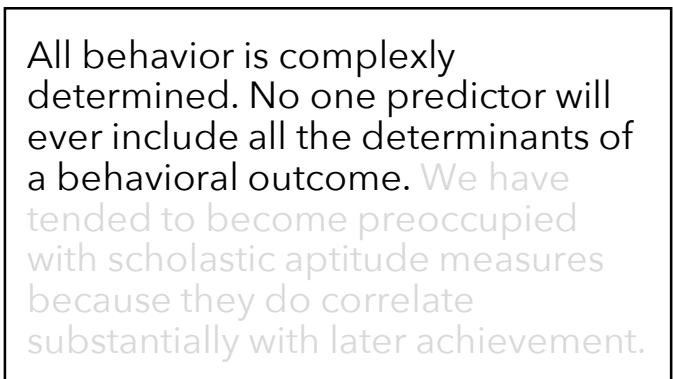 All behavior is complexly
determined. No one predictor will
ever include all the determinants of
a behavioral outcome. We have
tended to become preoccupied
with scholastic aptitude measures
because they do correlate
substantially with later achievement.